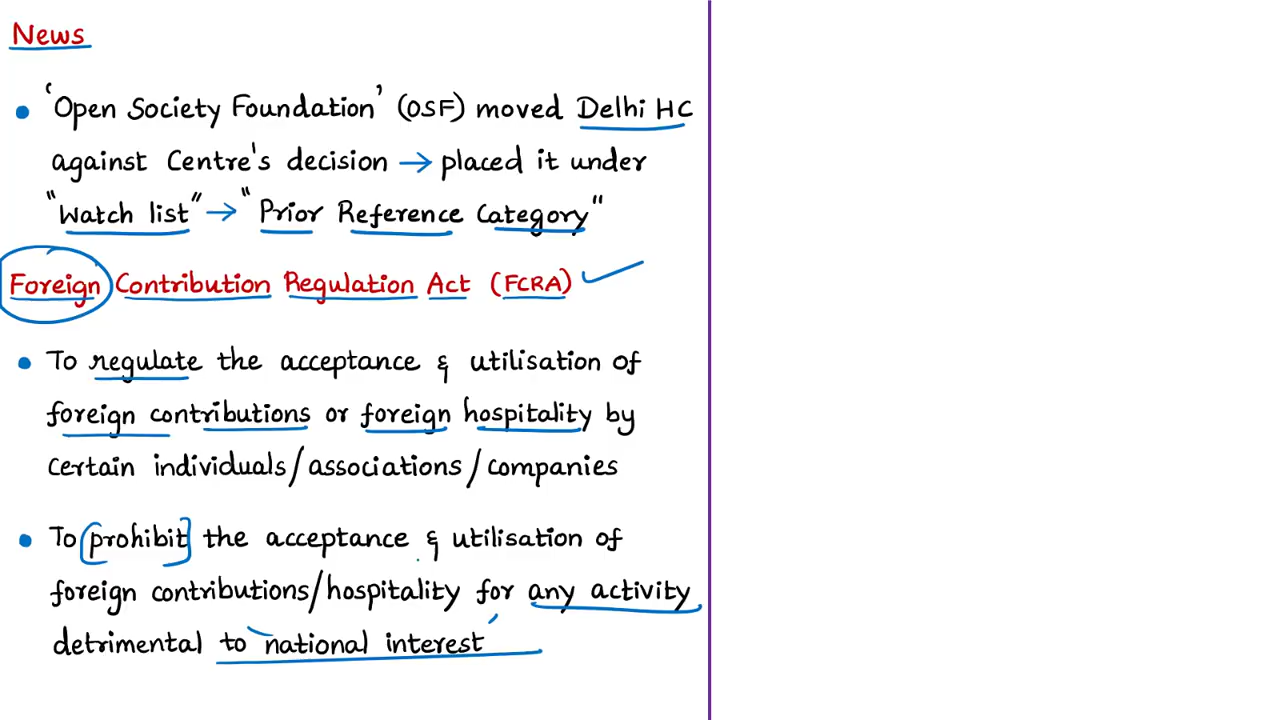 News
• 'Open Society Foundation' (OSF) moved Delhi HC
against Centre's decision → placed it under
"Watch list" → "Prior Reference Category"
Foreign Contribution Regulation Act (FCRA) ✓
• To regulate the acceptance & utilisation of
foreign contributions or foreign hospitality by
certain individuals/associations/companies
• To [prohibit] the acceptance & utilisation of
foreign contributions/hospitality for any activity
detrimental to 'national interest'